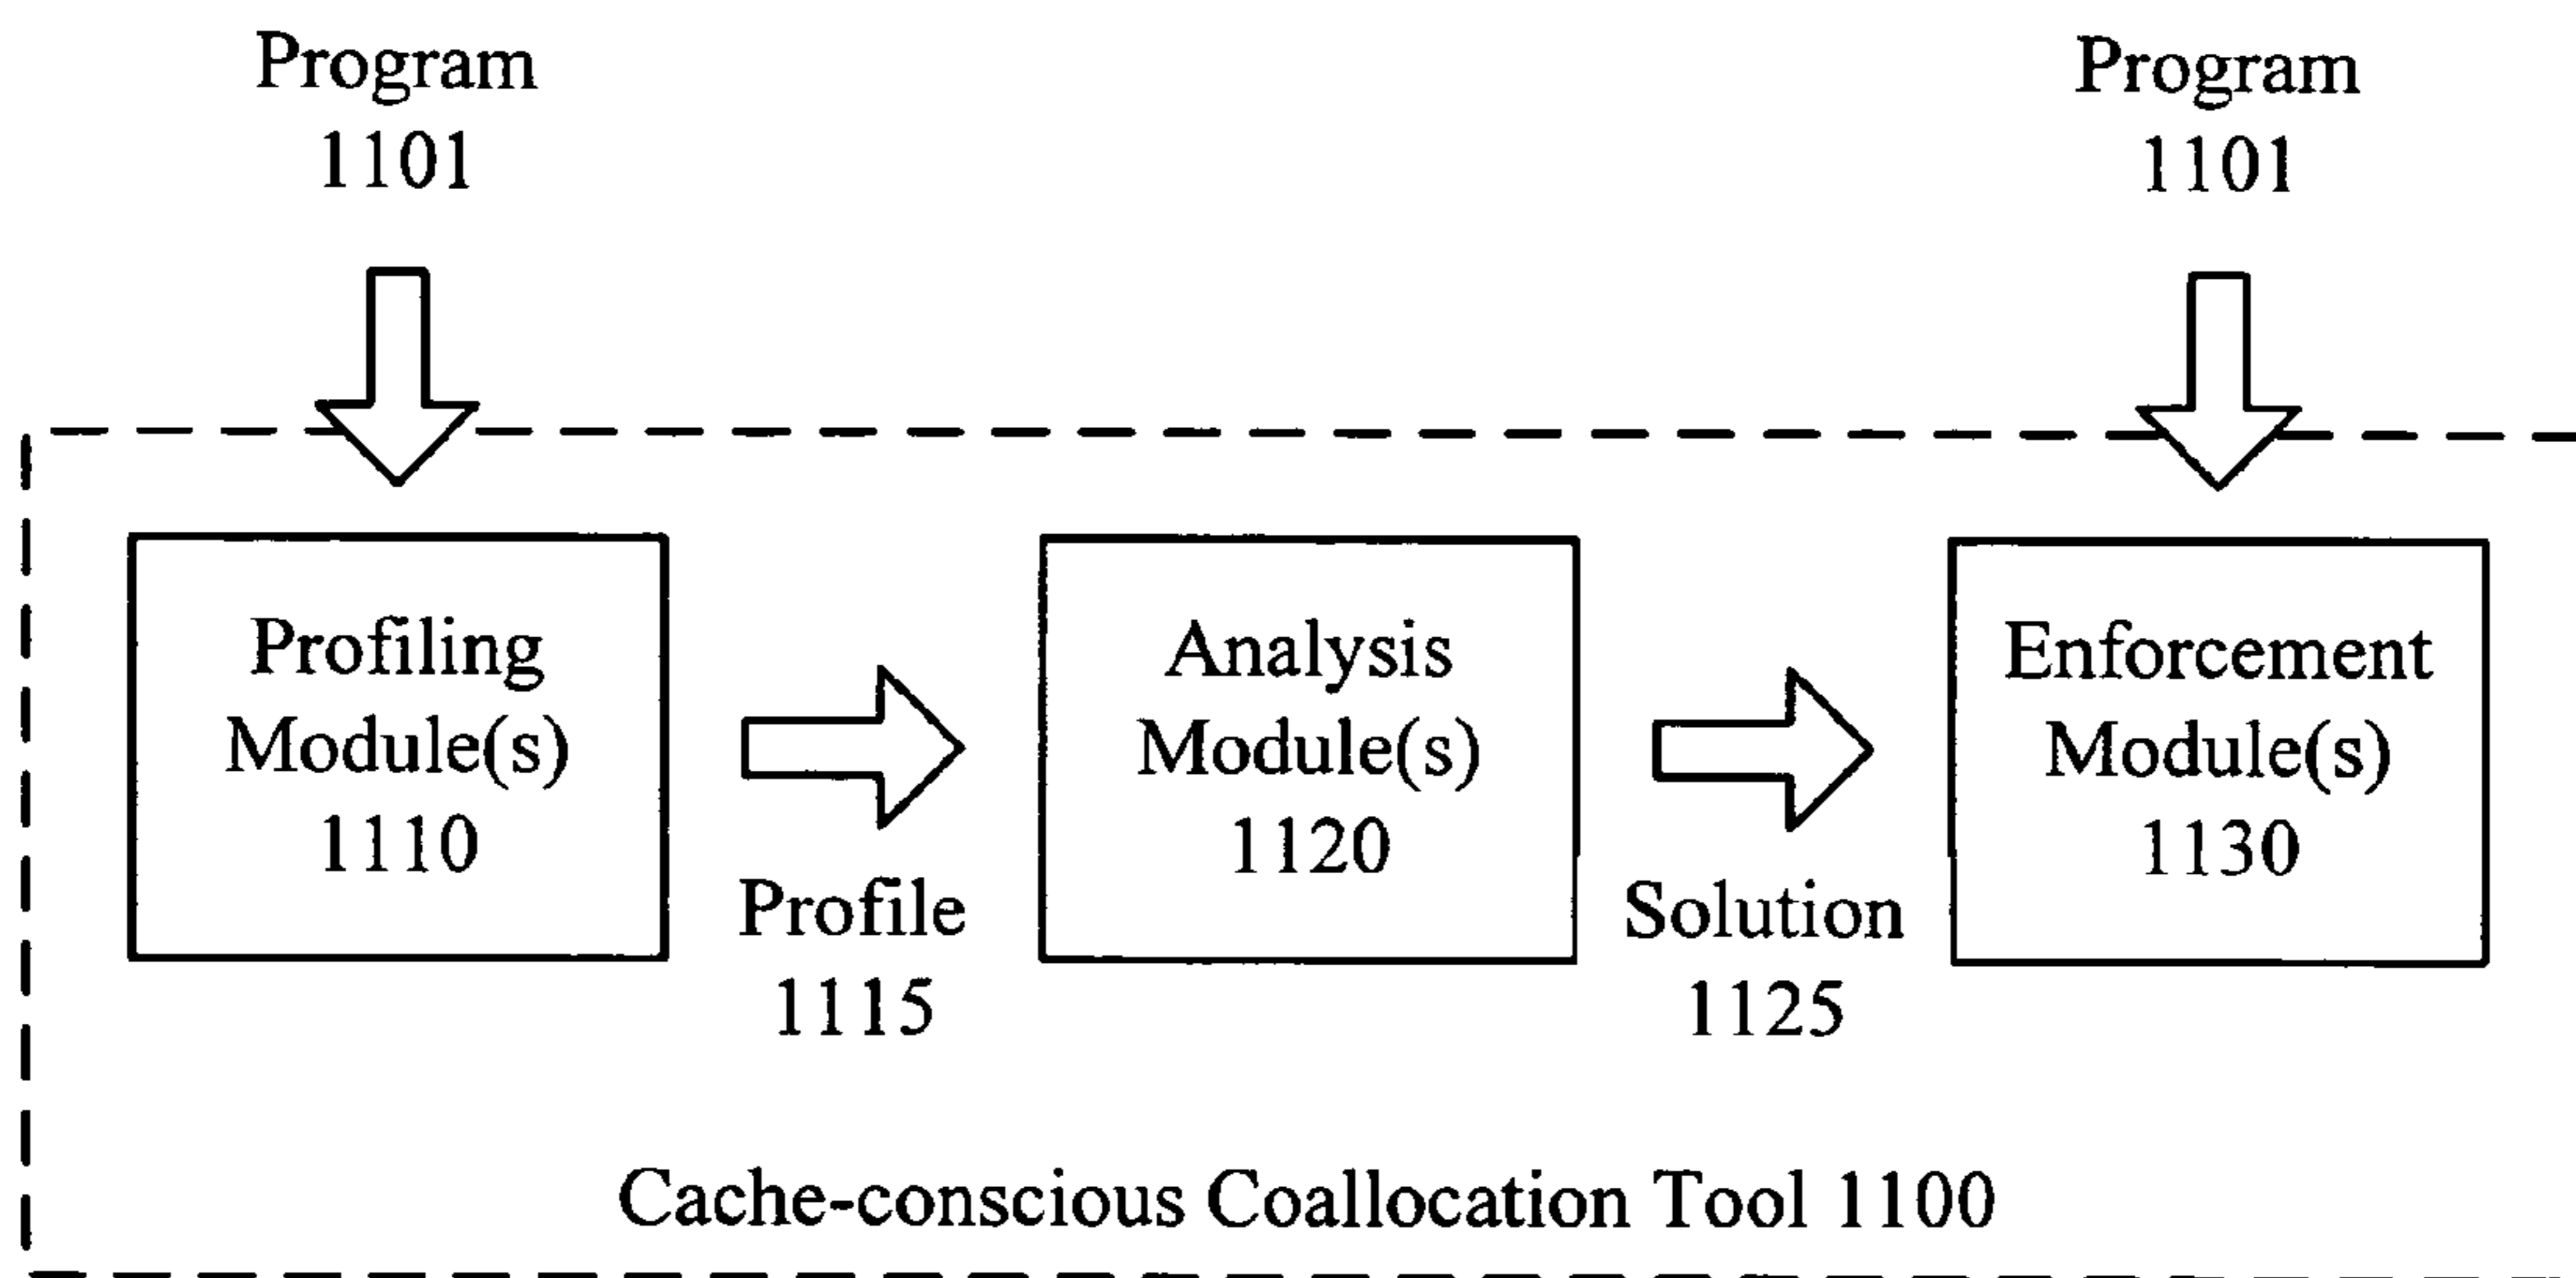 Program
1101
Program
1101
Profiling
Module(s)
1110
Profile
1115
Analysis
Module(s)
1120
Solution
1125
Enforcement
Module(s)
1130
Cache-conscious Coallocation Tool 1100